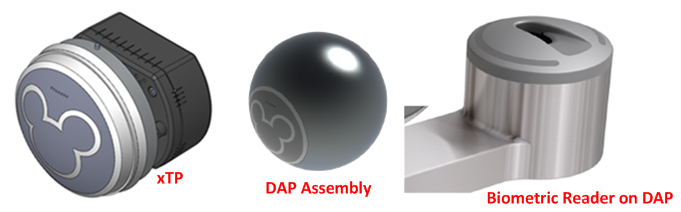 xTP
DAP Assembly
Biometric Reader on DAP